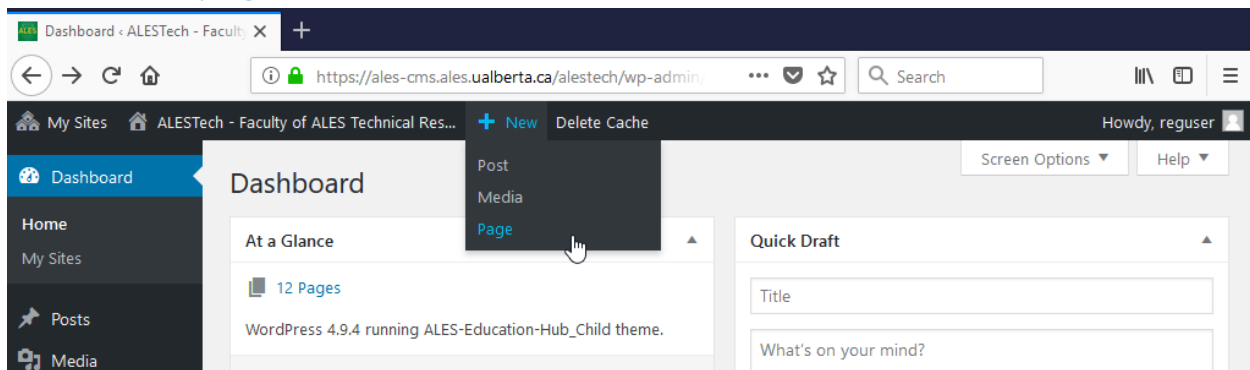 Dashboard ‹ ALESTech - Faculty
https://ales-cms.ales.ualberta.ca/alestech/wp-admin/
Search
My Sites ALESTech - Faculty of ALES Technical Res... + New Delete Cache Howdy, reguser
Dashboard
Home
My Sites
Posts
Media
Post
Media
Page
Screen Options ▼ Help ▼
Dashboard
At a Glance
12 Pages
WordPress 4.9.4 running ALES-Education-Hub_Child theme.
Quick Draft
Title
What's on your mind?